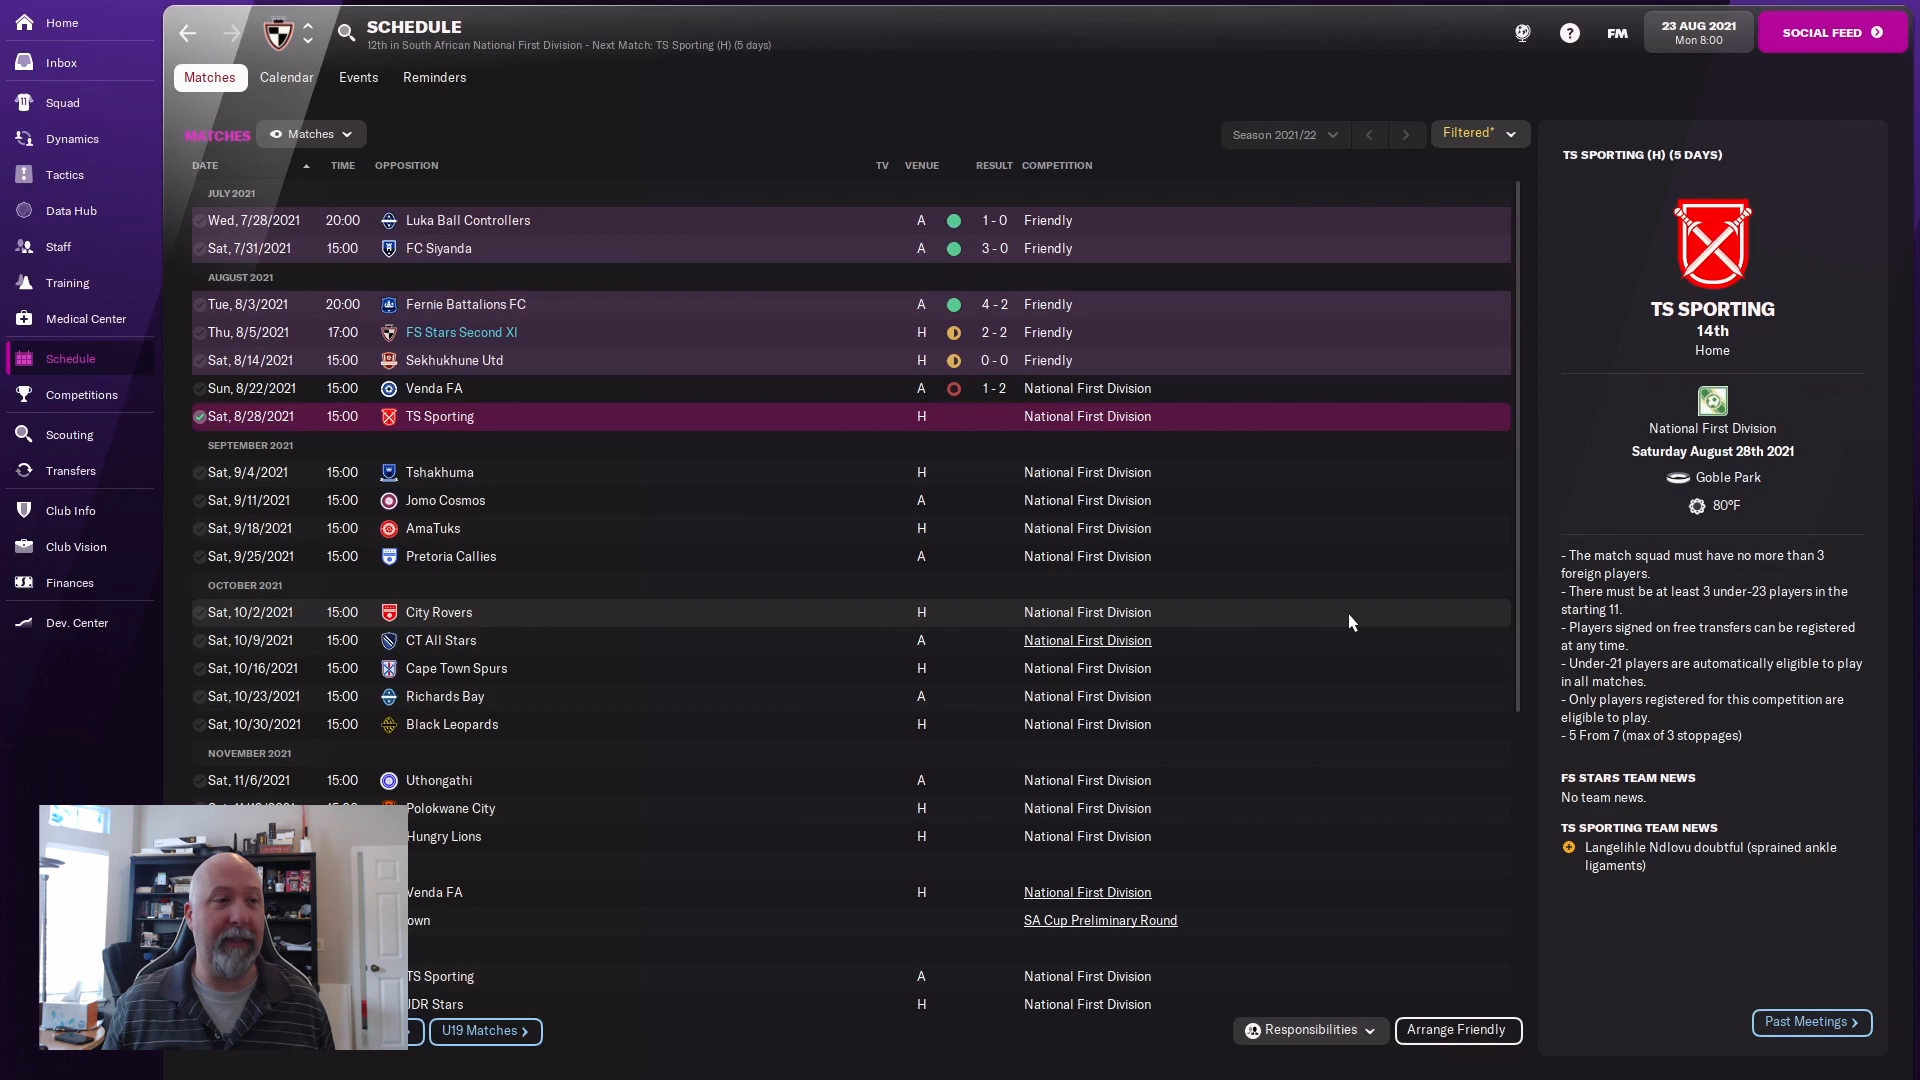 Home
Inbox
Squad
Dynamics
Tactics
Data Hub
Staff
Training
Medical Center
Schedule
Competitions
Scouting
Transfers
Club Info
Club Vision
Finances
Dev. Center
SCHEDULE
12th in South African National First Division - Next Match: TS Sporting (H) (5 days)
? FM 23 AUG 2021 SOCIAL FEED
Mon 8:00
Matches Calendar Events Reminders
MATCHES Matches Season 2021/22 Filtered*
DATE TIME OPPOSITION TV VENUE RESULT COMPETITION
JULY 2021
Wed, 7/28/2021 20:00 Luka Ball Controllers A 1 - 0 Friendly
Sat, 7/31/2021 15:00 FC Siyanda A 3 - 0 Friendly
AUGUST 2021
Tue, 8/3/2021 20:00 Fernie Battalions FC A 4 - 2 Friendly
Thu, 8/5/2021 17:00 FS Stars Second XI H 2 - 2 Friendly
Sat, 8/14/2021 15:00 Sekhukhune Utd H 0 - 0 Friendly
Sun, 8/22/2021 15:00 Venda FA A 1 - 2 National First Division
Sat, 8/28/2021 15:00 TS Sporting H National First Division
SEPTEMBER 2021
Sat, 9/4/2021 15:00 Tshakhuma H National First Division
Sat, 9/11/2021 15:00 Jomo Cosmos A National First Division
Sat, 9/18/2021 15:00 AmaTuks H National First Division
Sat, 9/25/2021 15:00 Pretoria Callies A National First Division
OCTOBER 2021
Sat, 10/2/2021 15:00 City Rovers H National First Division
Sat, 10/9/2021 15:00 CT All Stars A National First Division
Sat, 10/16/2021 15:00 Cape Town Spurs H National First Division
Sat, 10/23/2021 15:00 Richards Bay A National First Division
Sat, 10/30/2021 15:00 Black Leopards H National First Division
NOVEMBER 2021
Sat, 11/6/2021 15:00 Uthongathi A National First Division
Polokwane City H National First Division
Hungry Lions H National First Division
Venda FA H National First Division
own SA Cup Preliminary Round
TS Sporting A National First Division
JDR Stars H National First Division
U19 Matches Responsibilities Arrange Friendly
TS SPORTING (H) (5 DAYS)
TS SPORTING
14th
Home
National First Division
Saturday August 28th 2021
Goble Park
80°F
- The match squad must have no more than 3
foreign players.
- There must be at least 3 under-23 players in the
starting 11.
- Players signed on free transfers can be registered
at any time.
- Under-21 players are automatically eligible to play
in all matches.
- Only players registered for this competition are
eligible to play.
- 5 From 7 (max of 3 stoppages)
FS STARS TEAM NEWS
No team news.
TS SPORTING TEAM NEWS
Langelihle Ndlovu doubtful (sprained ankle
ligaments)
Past Meetings